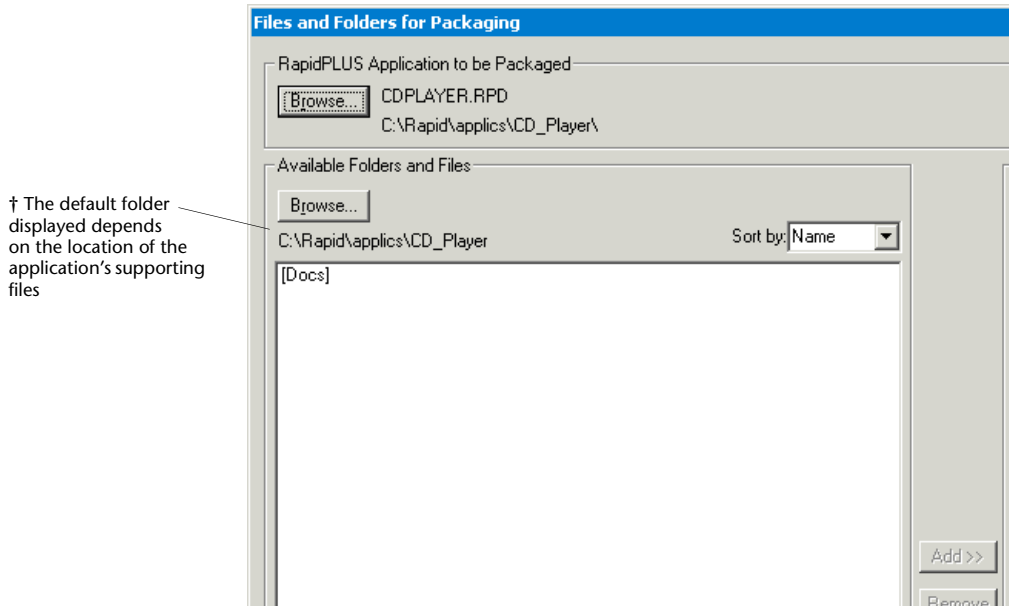 Files and Folders for Packaging
RapidPLUS Application to be Packaged
Browse... CDPLAYER.RPD
C:\Rapid\applics\CD_Player\
Available Folders and Files
Browse...
† The default folder
displayed depends
on the location of the
application's supporting
files
C:\Rapid\applics\CD_Player Sort by: Name
[Docs]
Add >>
Remove